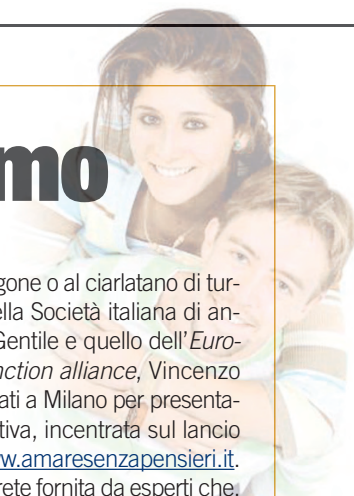 mo
gone o al ciarlatano di tur-
ella Società italiana di an-
Gentile e quello dell'Euro-
nction alliance, Vincenzo
ati a Milano per presenta-
tiva, incentrata sul lancio
w.amaresenzapensieri.it.
rete fornita da esperti che,